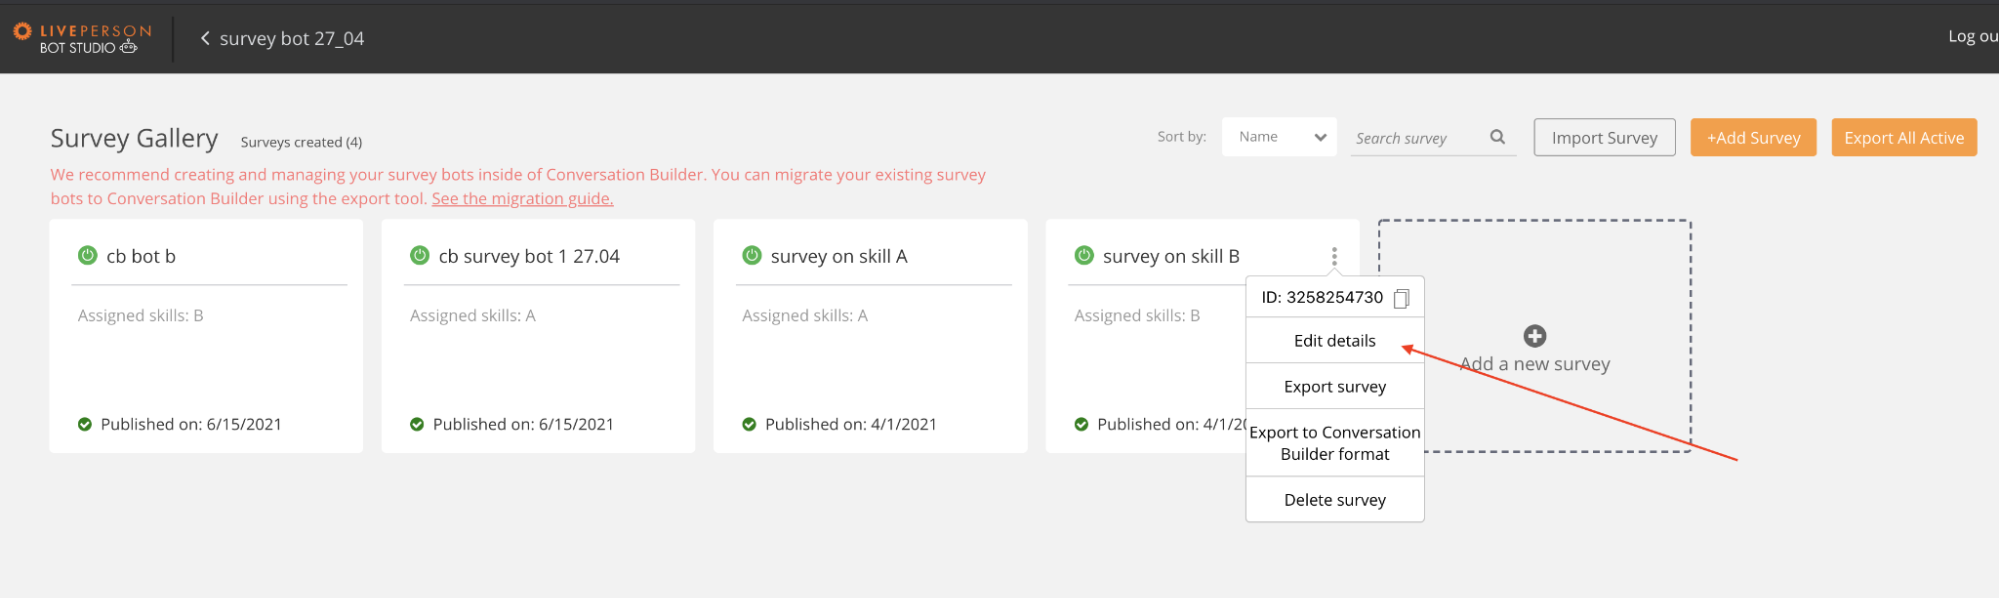 LIVEPERSON
BOT STUDIO
survey bot 27_04
Log ou
Survey Gallery
Surveys created (4)
Sort by:
Name
Search survey
Import Survey
+Add Survey
Export All Active
We recommend creating and managing your survey bots inside of Conversation Builder. You can migrate your existing survey
bots to Conversation Builder using the export tool. See the migration guide.
cb bot b
Assigned skills: B
Published on: 6/15/2021
cb survey bot 1 27.04
Assigned skills: A
Published on: 6/15/2021
survey on skill A
Assigned skills: A
Published on: 4/1/2021
survey on skill B
Assigned skills: B
Published on: 4/1/20
ID: 3258254730
Edit details
Export survey
Export to Conversation
Builder format
Delete survey
Add a new survey